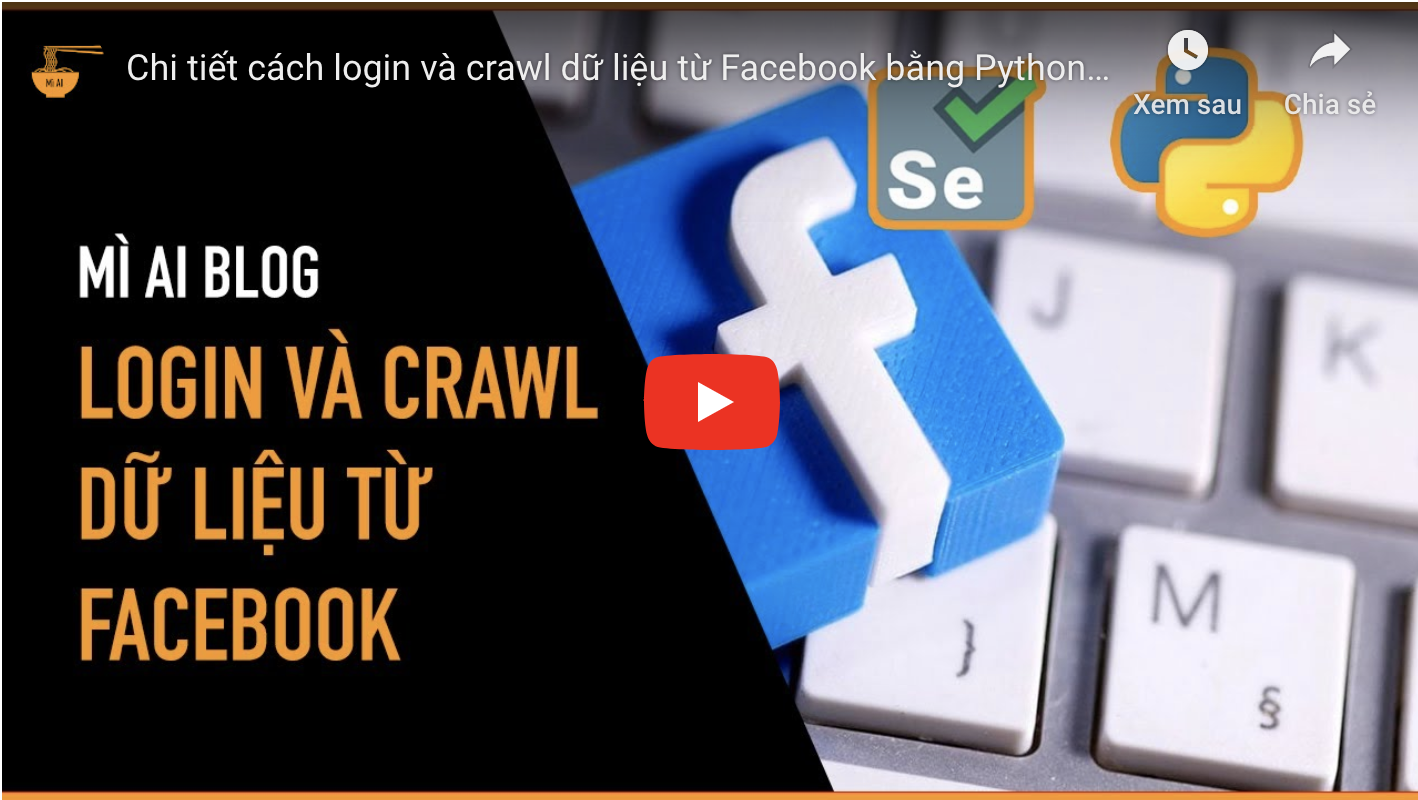 Mì AI
Chi tiết cách login và crawl dữ liệu từ Facebook bằng Python...
Xem sau
Chia sẻ
Se
MÌ AI BLOG
LOGIN VÀ CRAWL
DỮ LIỆU TỪ
FACEBOOK
f
J
K
M
§